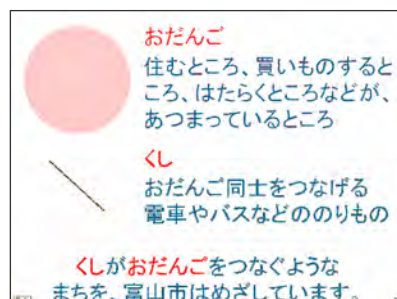 おだんご
住むところ、買いものすると
ころ、はたらくところなどが、
あつまっているところ
くし
おだんご同士をつなげる
電車やバスなどののりもの
くしがおだんごをつなぐような
まちを、富山市はめざしています。